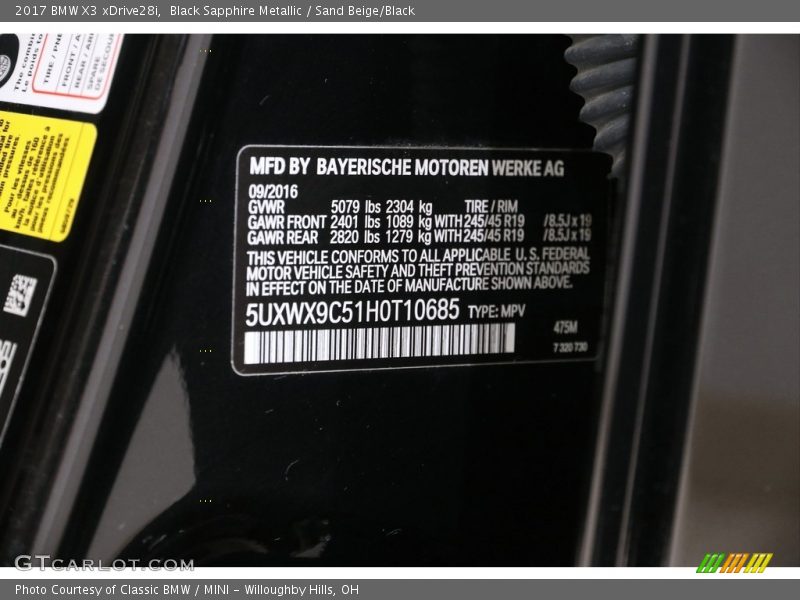 2017 BMW X3 xDrive28i, Black Sapphire Metallic / Sand Beige/Black
MFD BY BAYERISCHE MOTOREN WERKE AG
09/2016
GVWR 5079 lbs 2304 kg TIRE / RIM
GAWR FRONT 2401 lbs 1089 kg WITH 245/45 R19 /8.5J x 19
GAWR REAR 2820 lbs 1279 kg WITH 245/45 R19 /8.5J x 19
THIS VEHICLE CONFORMS TO ALL APPLICABLE U. S. FEDERAL
MOTOR VEHICLE SAFETY AND THEFT PREVENTION STANDARDS
IN EFFECT ON THE DATE OF MANUFACTURE SHOWN ABOVE.
5UXWX9C51H0T10685 TYPE: MPV
475M
7 320 730
GTCARLOT.COM
Photo Courtesy of Classic BMW / MINI - Willoughby Hills, OH